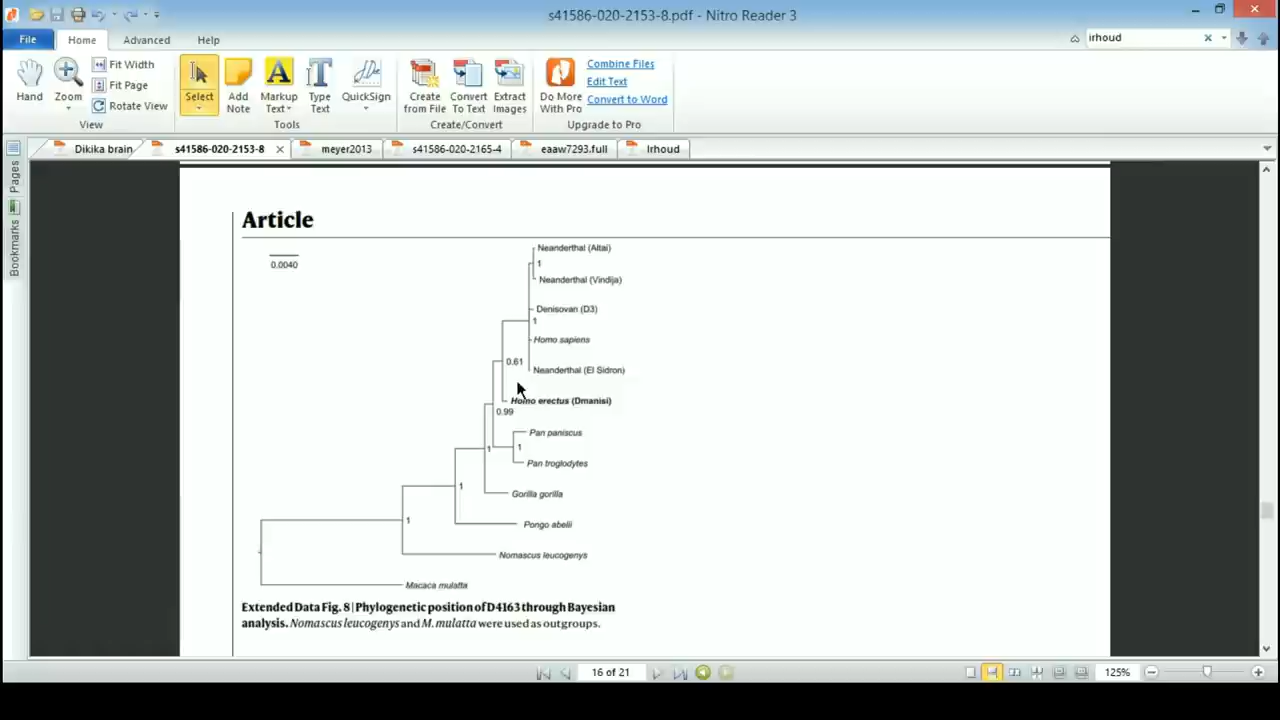 s41586-020-2153-8.pdf - Nitro Reader 3
File Home Advanced Help
irhoud
Hand
Zoom
Fit Width
Fit Page
Rotate View
View
Select
Add Note
Markup Text
Type Text
QuickSign
Tools
Create from File
Convert To Text
Extract Images
Create/Convert
Do More With Pro
Combine Files
Edit Text
Convert to Word
Upgrade to Pro
Dikika brain s41586-020-2153-8 meyer2013 s41586-020-2165-4 eaaw7293.full Irhoud
Pages
Bookmarks
Article
0.0040
Neanderthal (Altai)
1
Neanderthal (Vindija)
Denisovan (D3)
1
Homo sapiens
0.61
Neanderthal (El Sidron)
Homo erectus (Dmanisi)
0.99
Pan paniscus
1
1
Pan troglodytes
1
Gorilla gorilla
1
Pongo abelii
Nomascus leucogenys
Macaca mulatta
Extended Data Fig. 8 | Phylogenetic position of D4163 through Bayesian
analysis. Nomascus leucogenys and M. mulatta were used as outgroups.
16 of 21
125%